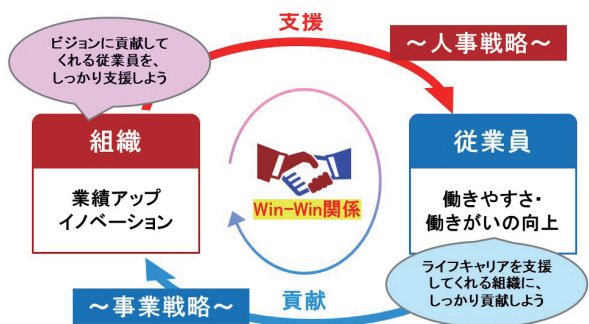 支援
～人事戦略～
ビジョンに貢献して
くれる従業員を、
しっかり支援しよう
組織
業績アップ
イノベーション
Win-Win関係
従業員
働きやすさ・
働きがいの向上
ライフキャリアを支援
してくれる組織に、
しっかり貢献しよう
～事業戦略～
貢献